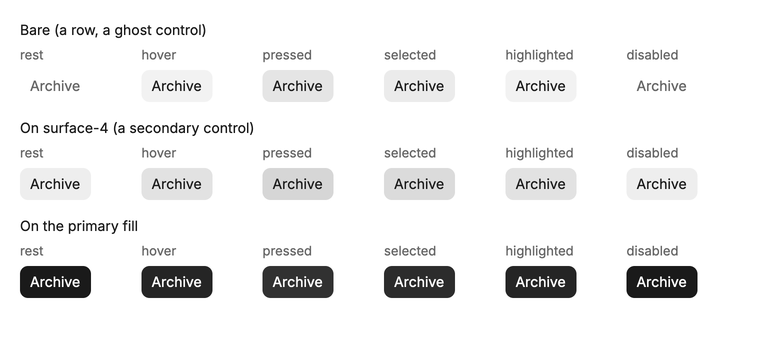 Bare (a row, a ghost control)
rest hover pressed selected highlighted disabled
Archive Archive Archive Archive Archive Archive
On surface-4 (a secondary control)
rest hover pressed selected highlighted disabled
Archive Archive Archive Archive Archive Archive
On the primary fill
rest hover pressed selected highlighted disabled
Archive Archive Archive Archive Archive Archive